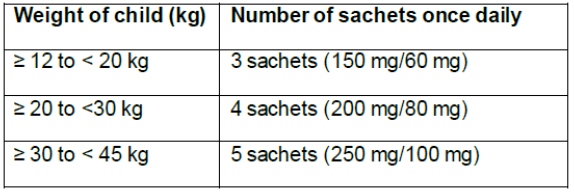 Weight of child (kg) Number of sachets once daily
≥ 12 to < 20 kg 3 sachets (150 mg/60 mg)
≥ 20 to <30 kg 4 sachets (200 mg/80 mg)
≥ 30 to < 45 kg 5 sachets (250 mg/100 mg)